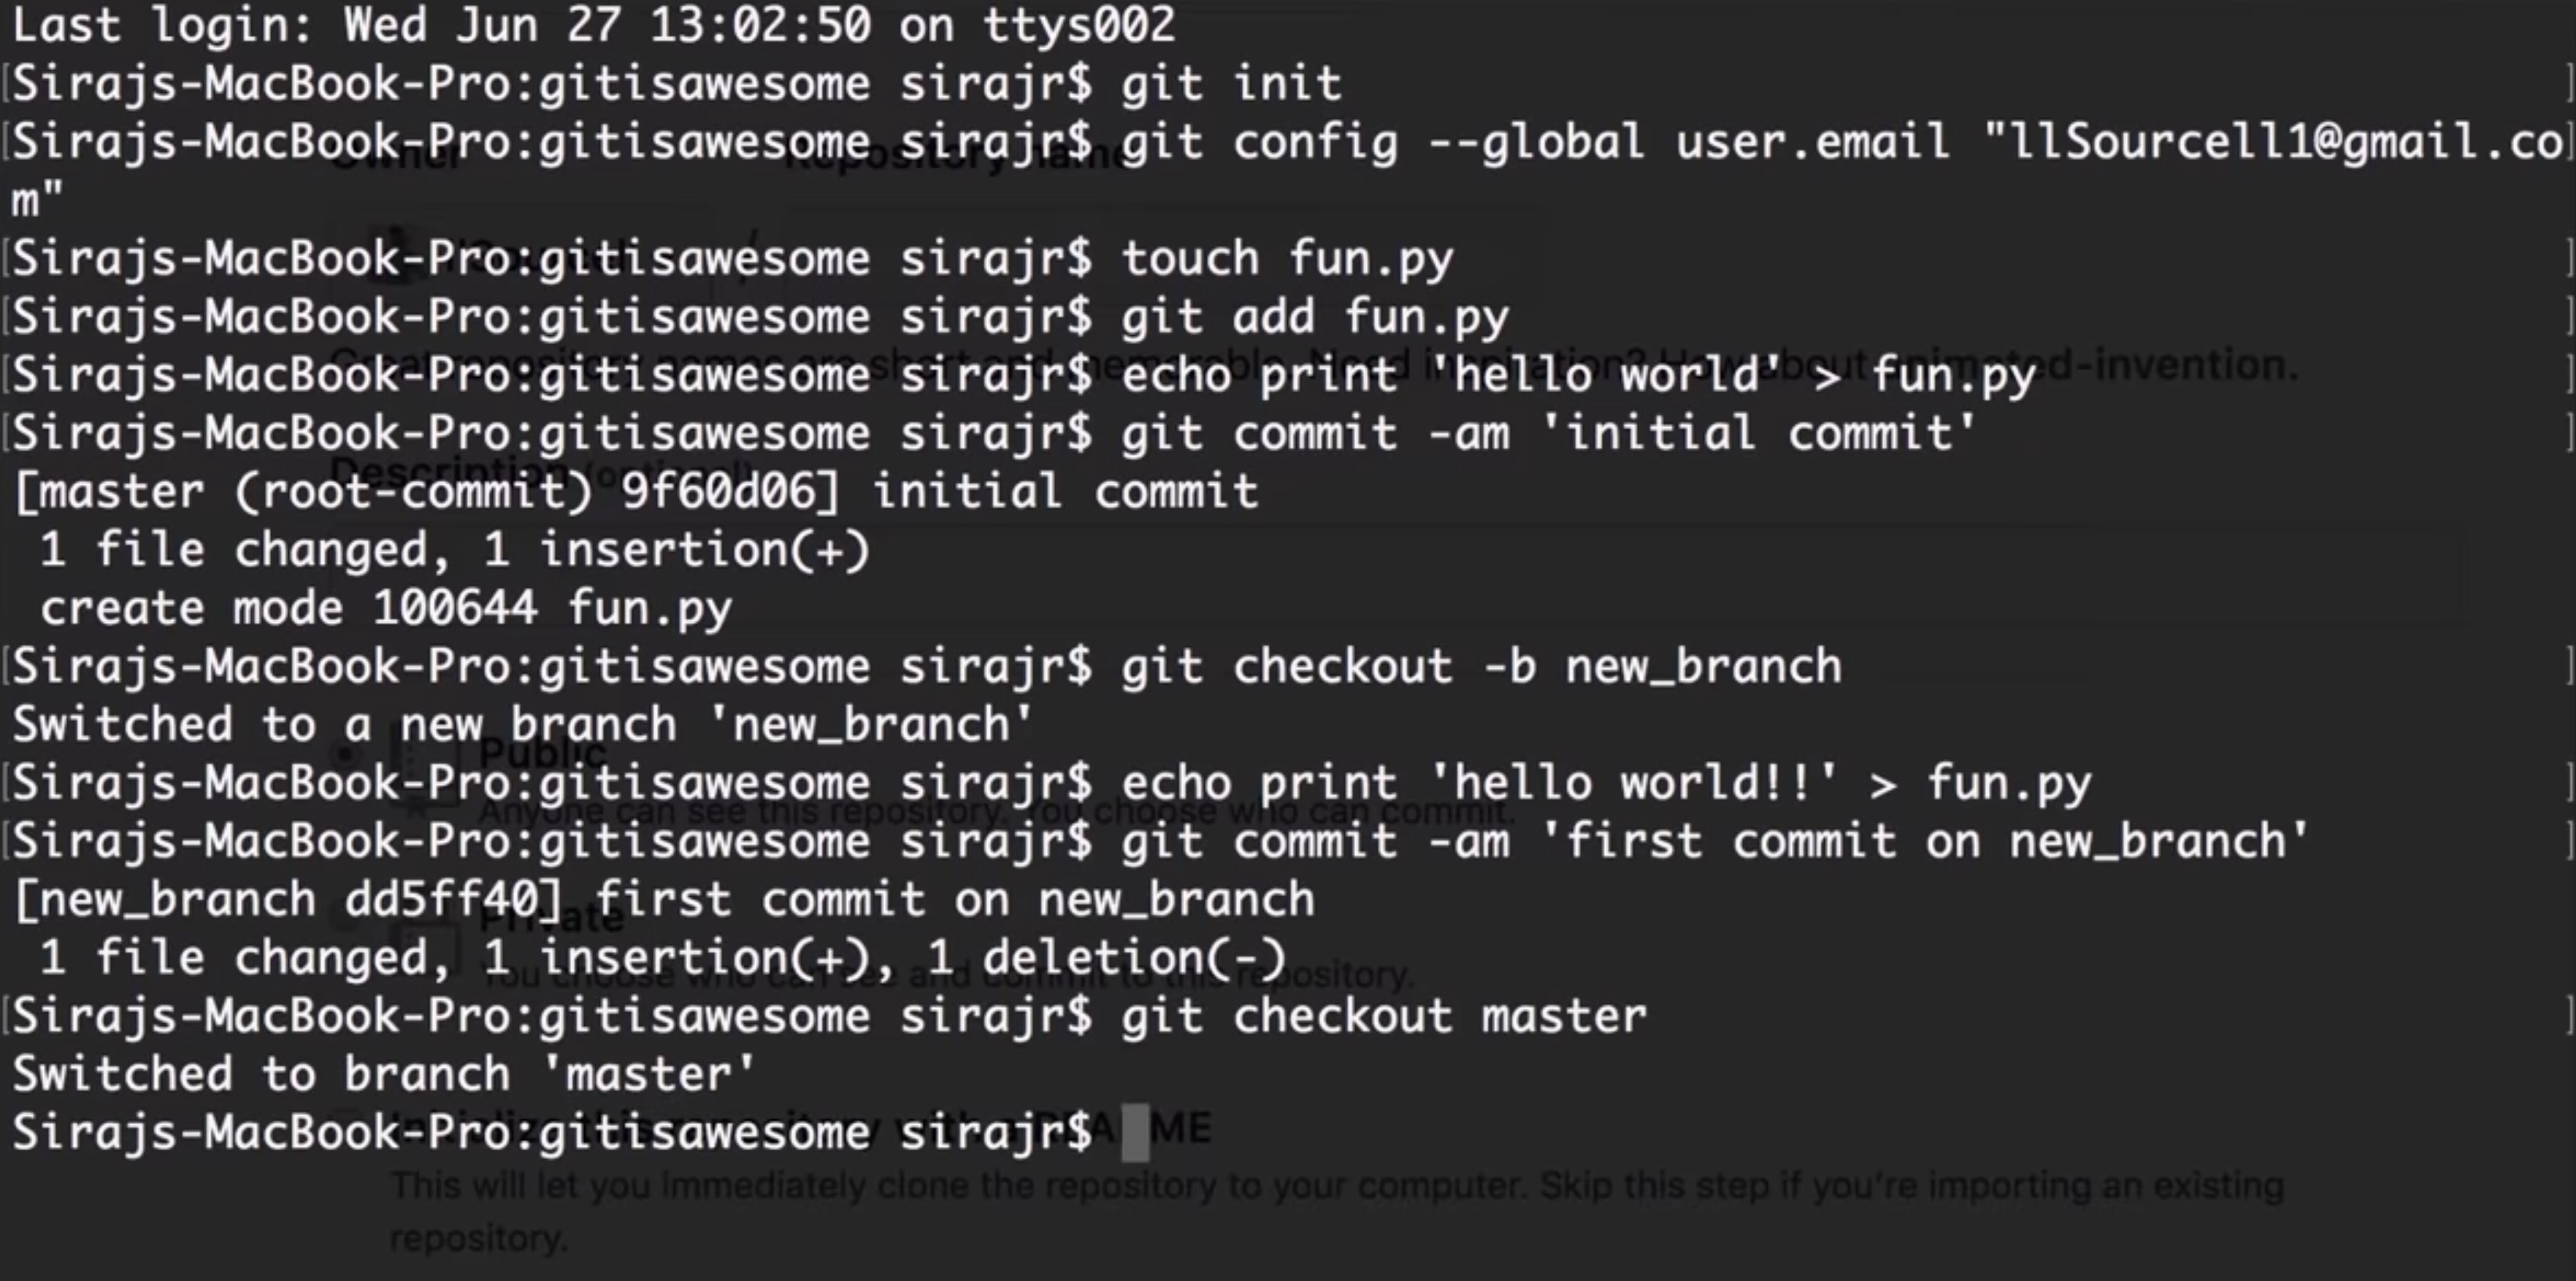 Last login: Wed Jun 27 13:02:50 on ttys002
[Sirajs-MacBook-Pro:gitisawesome sirajr$ git init ]
[Sirajs-MacBook-Pro:gitisawesome sirajr$ git config --global user.email "llSourcell1@gmail.co]
m"
[Sirajs-MacBook-Pro:gitisawesome sirajr$ touch fun.py ]
[Sirajs-MacBook-Pro:gitisawesome sirajr$ git add fun.py ]
[Sirajs-MacBook-Pro:gitisawesome sirajr$ echo print 'hello world' > fun.py ]
[Sirajs-MacBook-Pro:gitisawesome sirajr$ git commit -am 'initial commit' ]
[master (root-commit) 9f60d06] initial commit
 1 file changed, 1 insertion(+)
 create mode 100644 fun.py
[Sirajs-MacBook-Pro:gitisawesome sirajr$ git checkout -b new_branch ]
Switched to a new branch 'new_branch'
[Sirajs-MacBook-Pro:gitisawesome sirajr$ echo print 'hello world!!' > fun.py ]
[Sirajs-MacBook-Pro:gitisawesome sirajr$ git commit -am 'first commit on new_branch' ]
[new_branch dd5ff40] first commit on new_branch
 1 file changed, 1 insertion(+), 1 deletion(-)
[Sirajs-MacBook-Pro:gitisawesome sirajr$ git checkout master ]
Switched to branch 'master'
Sirajs-MacBook-Pro:gitisawesome sirajr$
Owner
Repository name
Great repository names are short and memorable. Need inspiration? How about animated-invention.
Description (optional)
Public
Anyone can see this repository. You choose who can commit.
Private
You choose who can see and commit to this repository.
Initialize this repository with a README
This will let you immediately clone the repository to your computer. Skip this step if you're importing an existing
repository.